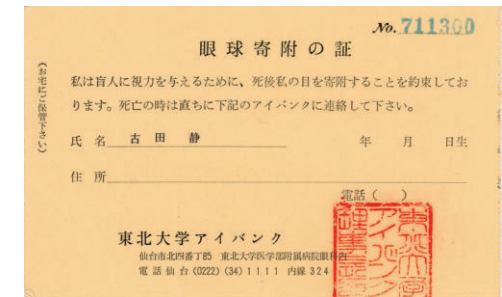 No. 711300
眼球寄附の証
私は盲人に視力を与えるために、死後私の目を寄附することを約束してお
ります。死亡の時は直ちに下記のアイバンクに連絡して下さい。
氏 名 古田 静 年 月 日生
住 所
電話（ ）
東北大学アイバンク
仙台市北四番丁85 東北大学医学部附属病院眼科内
電話仙台(0222)(34)1111 内線324
（お宅にご保管下さい）